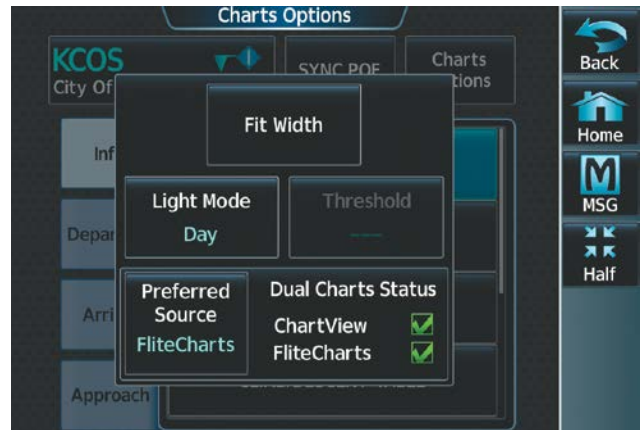 Charts Options
KCOS
City Of
SYNC POF
Charts
tions
Back
Fit Width
Home
Inf
Light Mode
Day
Threshold
---
MSG
Depar
Half
Preferred
Source
FliteCharts
Dual Charts Status
ChartView
FliteCharts
Arri
Approach